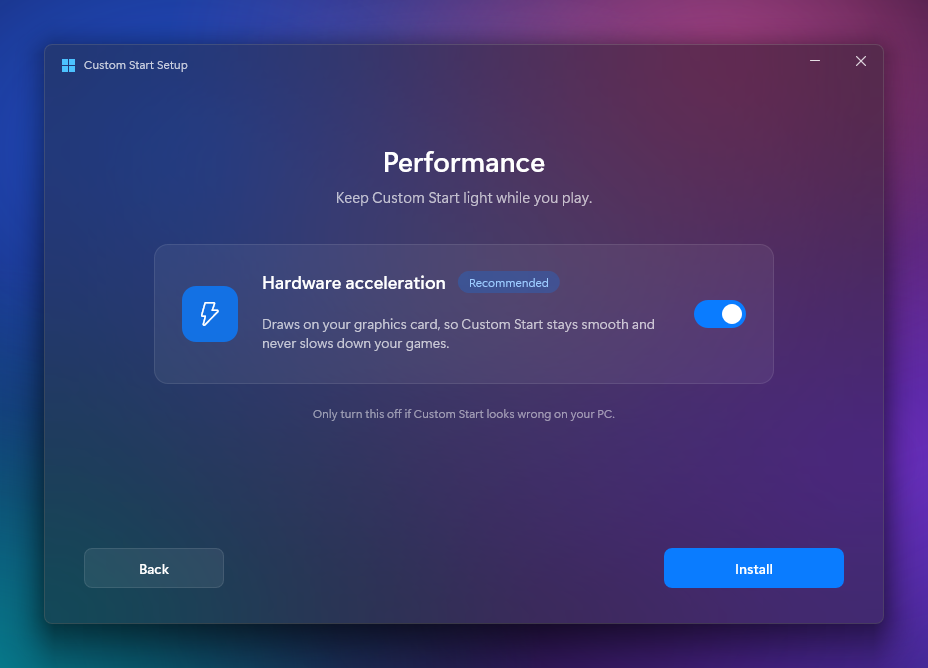 Custom Start Setup
Performance
Keep Custom Start light while you play.
Hardware acceleration
Recommended
Draws on your graphics card, so Custom Start stays smooth and
never slows down your games.
Only turn this off if Custom Start looks wrong on your PC.
Back
Install